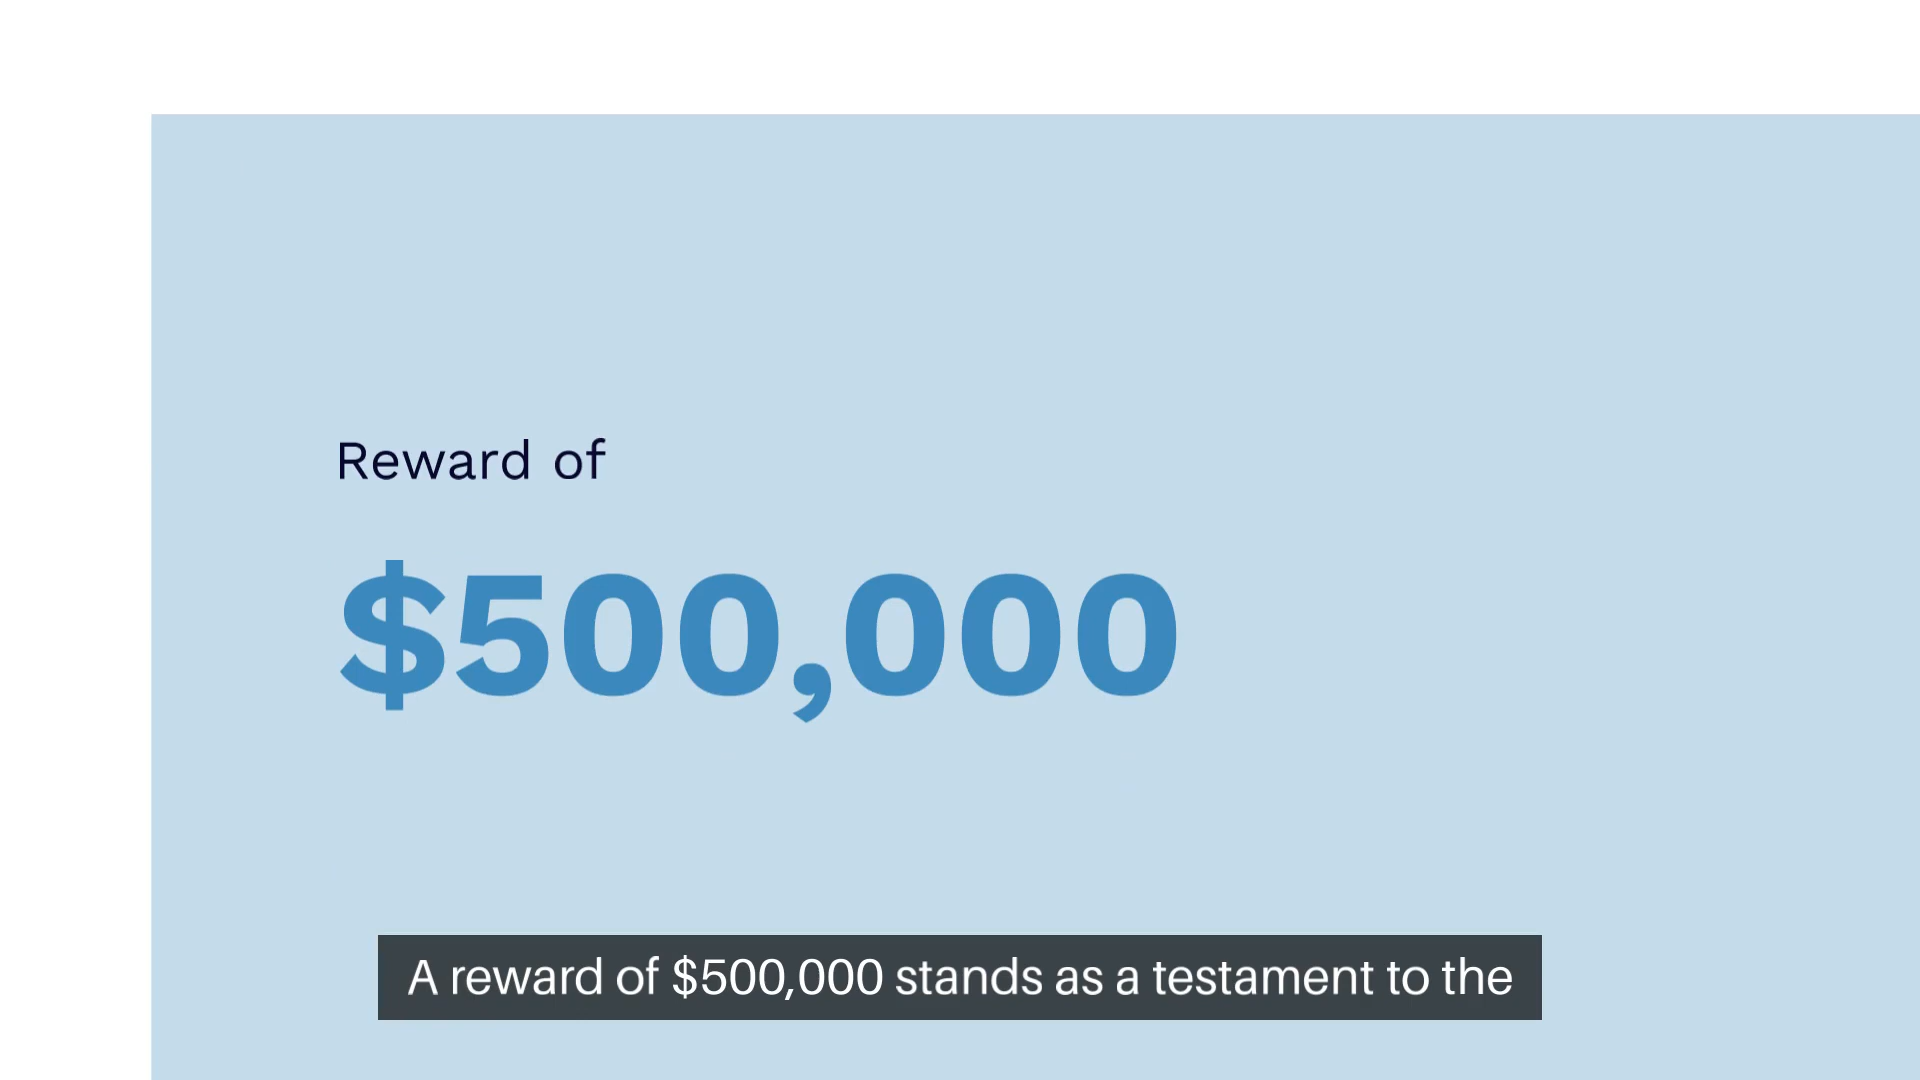 Reward of
$500,000
A reward of $500,000 stands as a testament to the